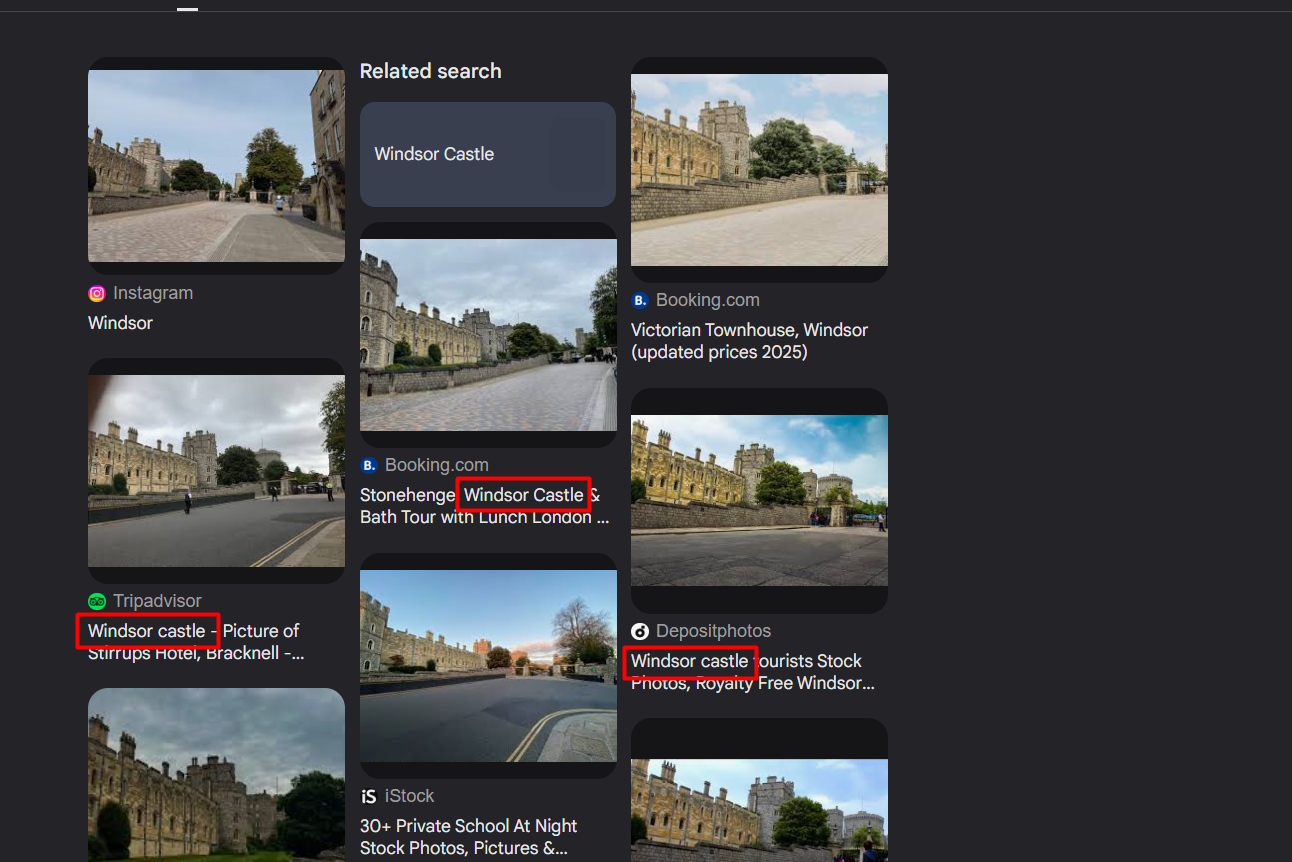 Related search
Windsor Castle
Instagram
Windsor
Booking.com
Stonehenge, Windsor Castle &
Bath Tour with Lunch London ...
B. Booking.com
Victorian Townhouse, Windsor
(updated prices 2025)
Tripadvisor
Windsor castle - Picture of
Stirrups Hotel, Bracknell -...
iS iStock
30+ Private School At Night
Stock Photos, Pictures &...
Depositphotos
Windsor castle tourists Stock
Photos, Royalty Free Windsor...